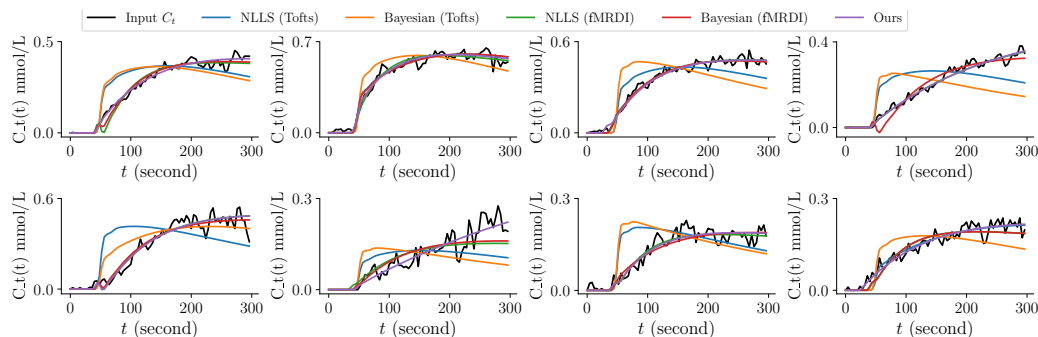 Input C_t NLLS (Tofts) Bayesian (Tofts) NLLS (fMRDI) Bayesian (fMRDI) Ours
C_t(t) mmol/L 0.5 0.0 0 100 200 300 t (second)
C_t(t) mmol/L 0.7 0.0 0 100 200 300 t (second)
C_t(t) mmol/L 0.6 0.0 0 100 200 300 t (second)
C_t(t) mmol/L 0.4 0.0 0 100 200 300 t (second)
C_t(t) mmol/L 0.6 0.0 0 100 200 300 t (second)
C_t(t) mmol/L 0.3 0.0 0 100 200 300 t (second)
C_t(t) mmol/L 0.3 0.0 0 100 200 300 t (second)
C_t(t) mmol/L 0.3 0.0 0 100 200 300 t (second)